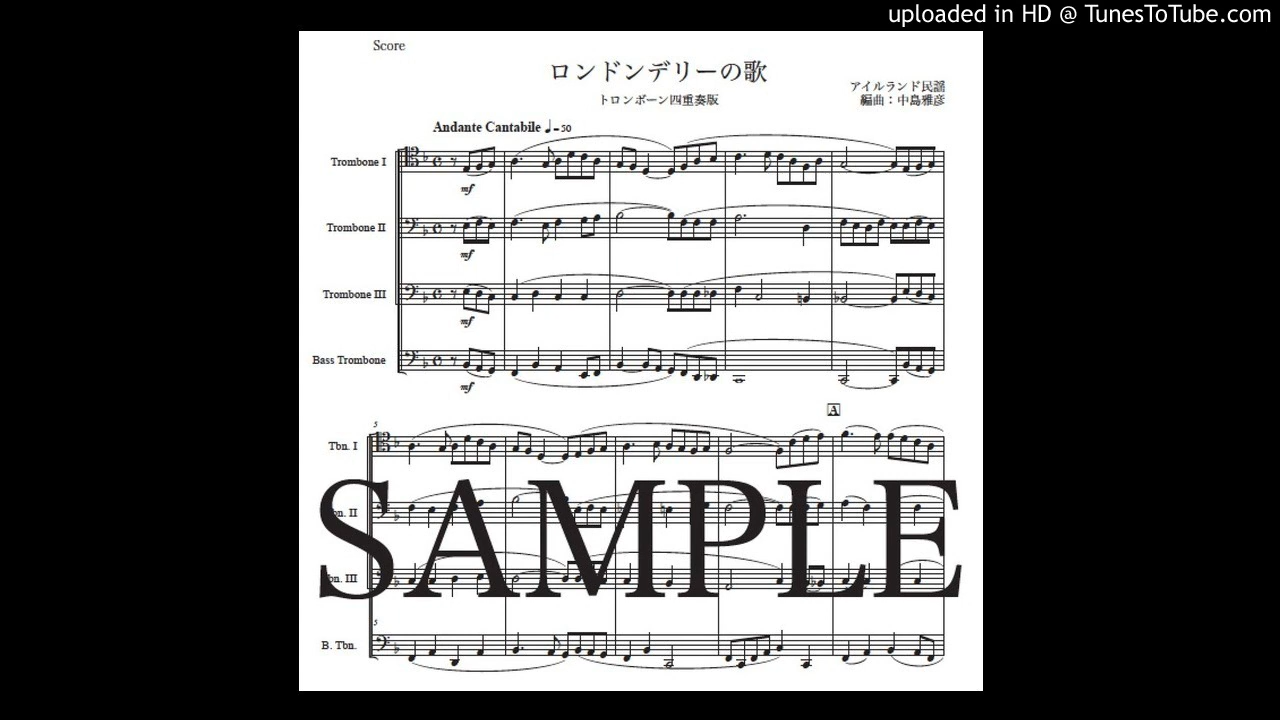 uploaded in HD @ TunesToTube.com
Score
ロンドンデリーの歌
トロンボーン四重奏版
アイルランド民謡
編曲：中島雅彦
Andante Cantabile ♩=50
Trombone I
mf
Trombone II
mf
Trombone III
mf
Bass Trombone
mf
A
5
Tbn. I
Tbn. II
Tbn. III
SAMPLE
5
B. Tbn.